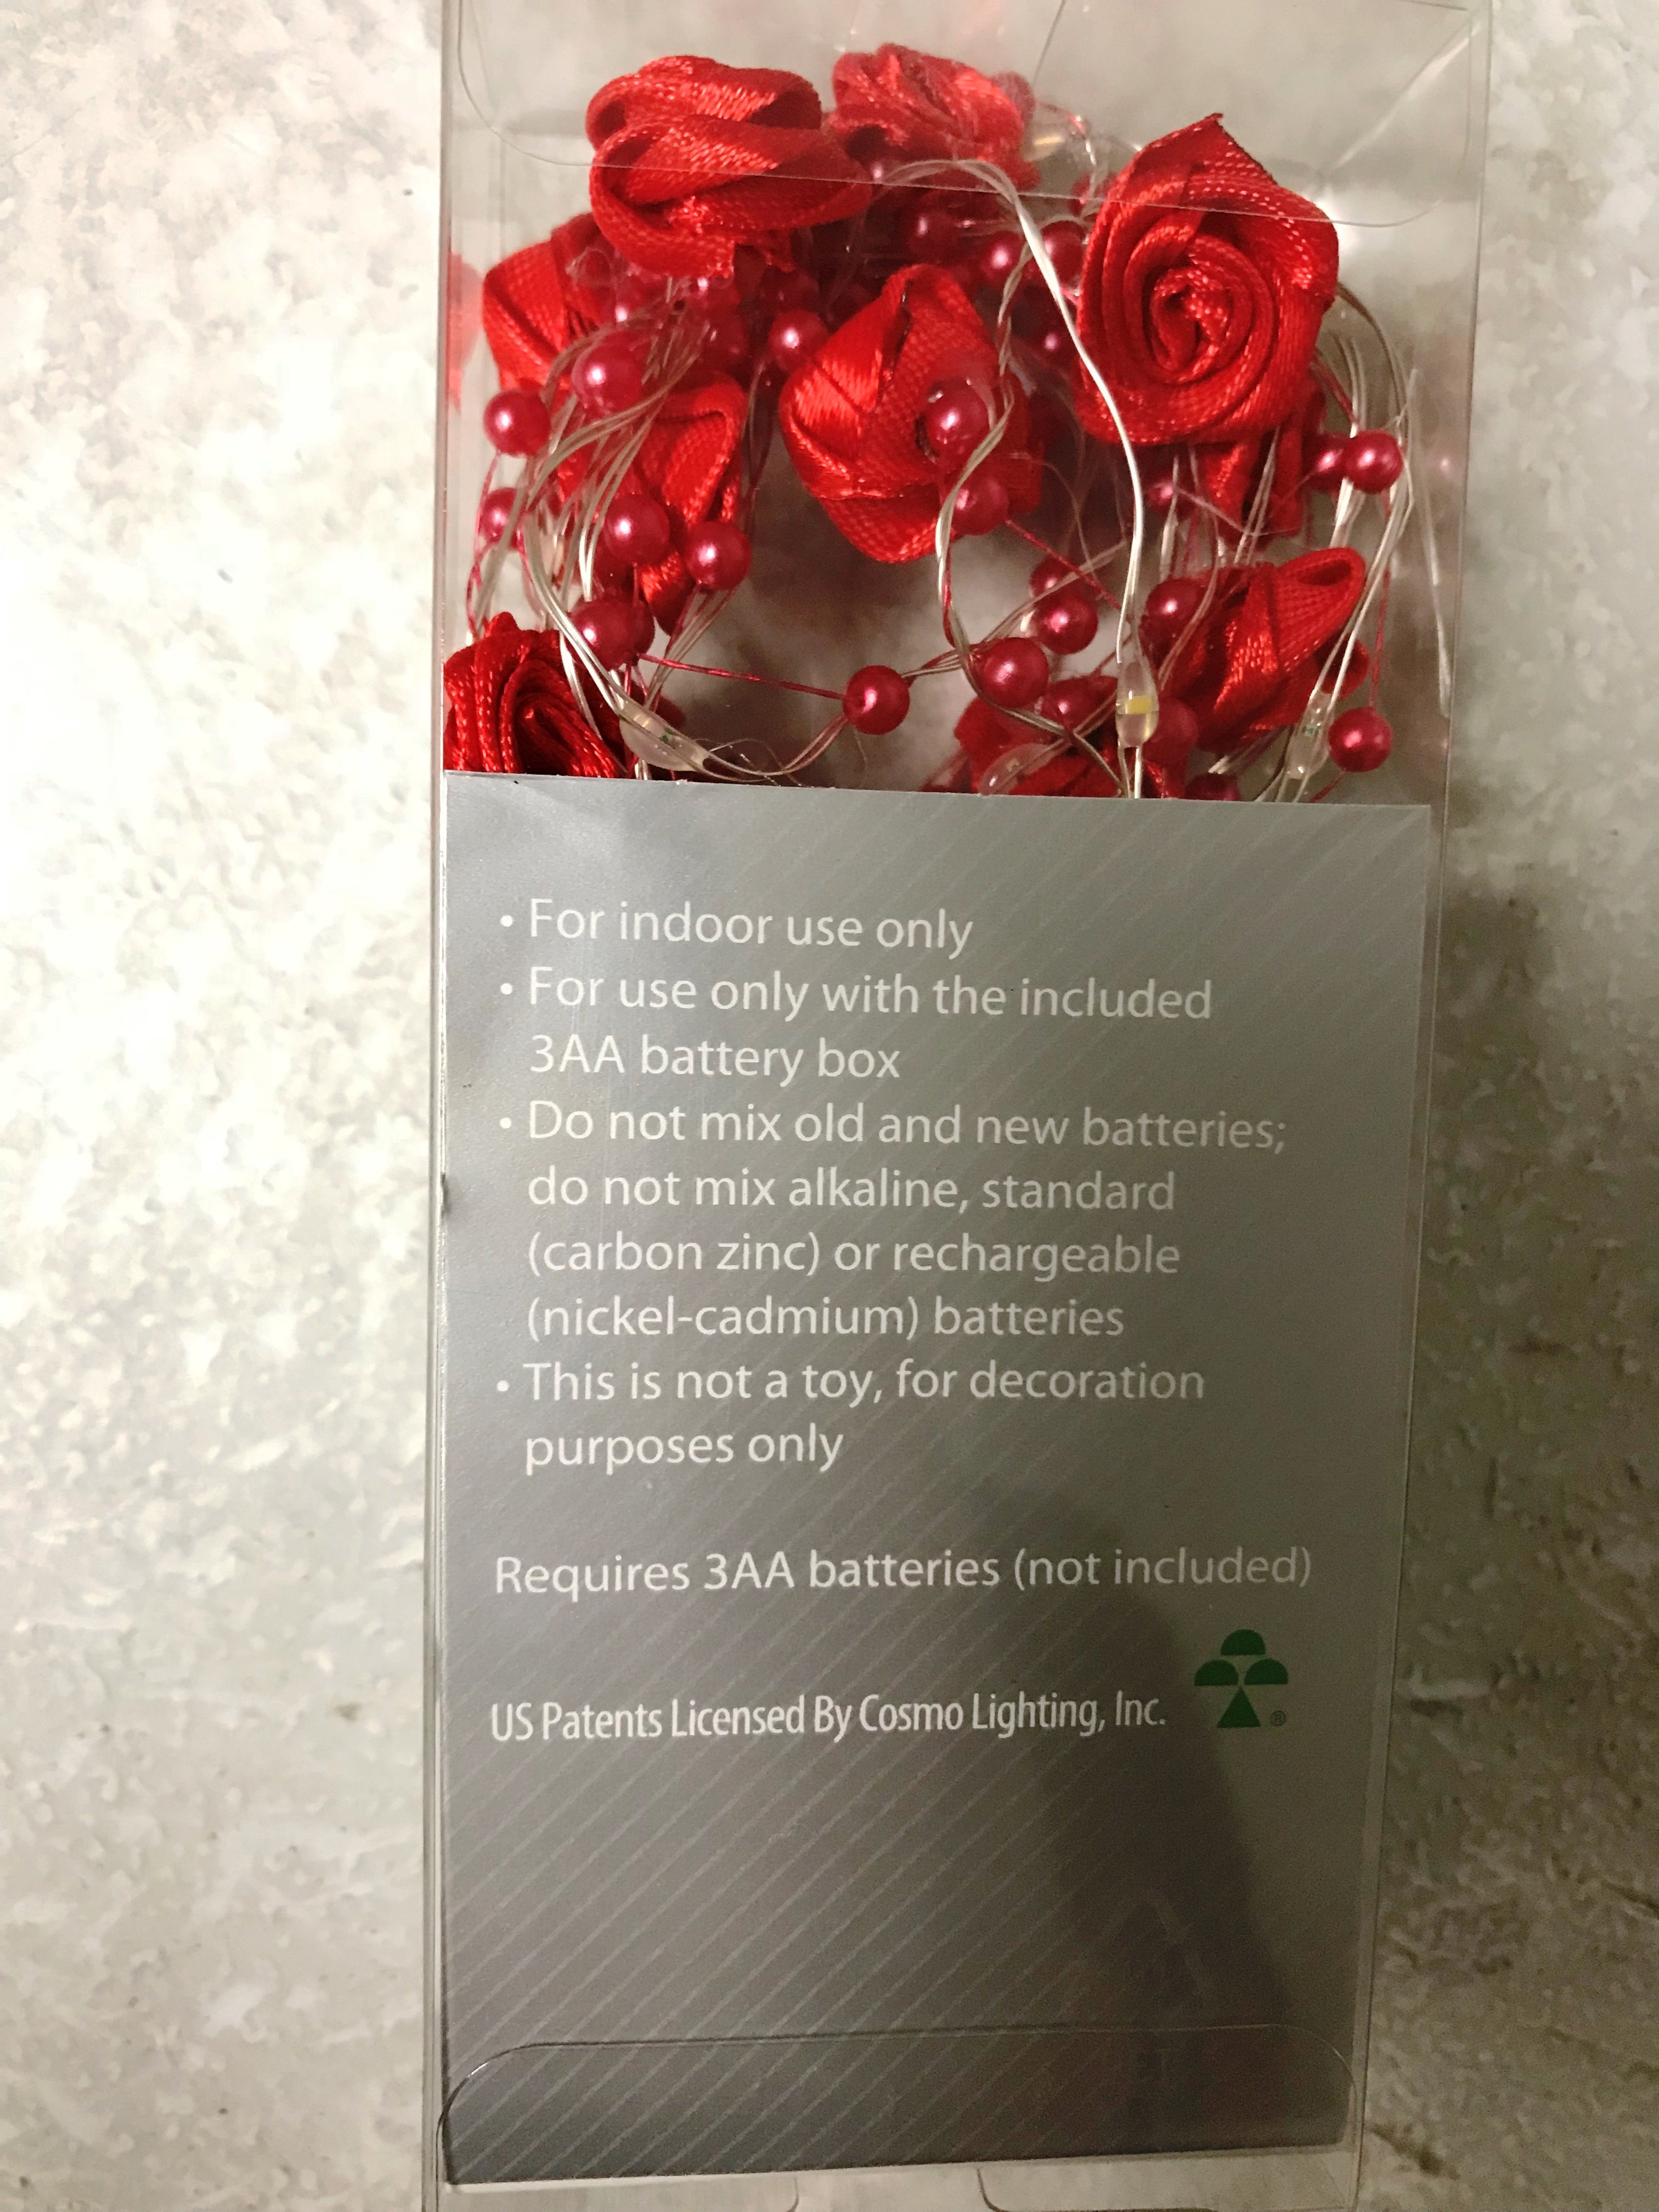 • For indoor use only
• For use only with the included
3AA battery box
• Do not mix old and new batteries;
do not mix alkaline, standard
(carbon zinc) or rechargeable
(nickel-cadmium) batteries
• This is not a toy, for decoration
purposes only
Requires 3AA batteries (not included)
US Patents Licensed By Cosmo Lighting, Inc. ®